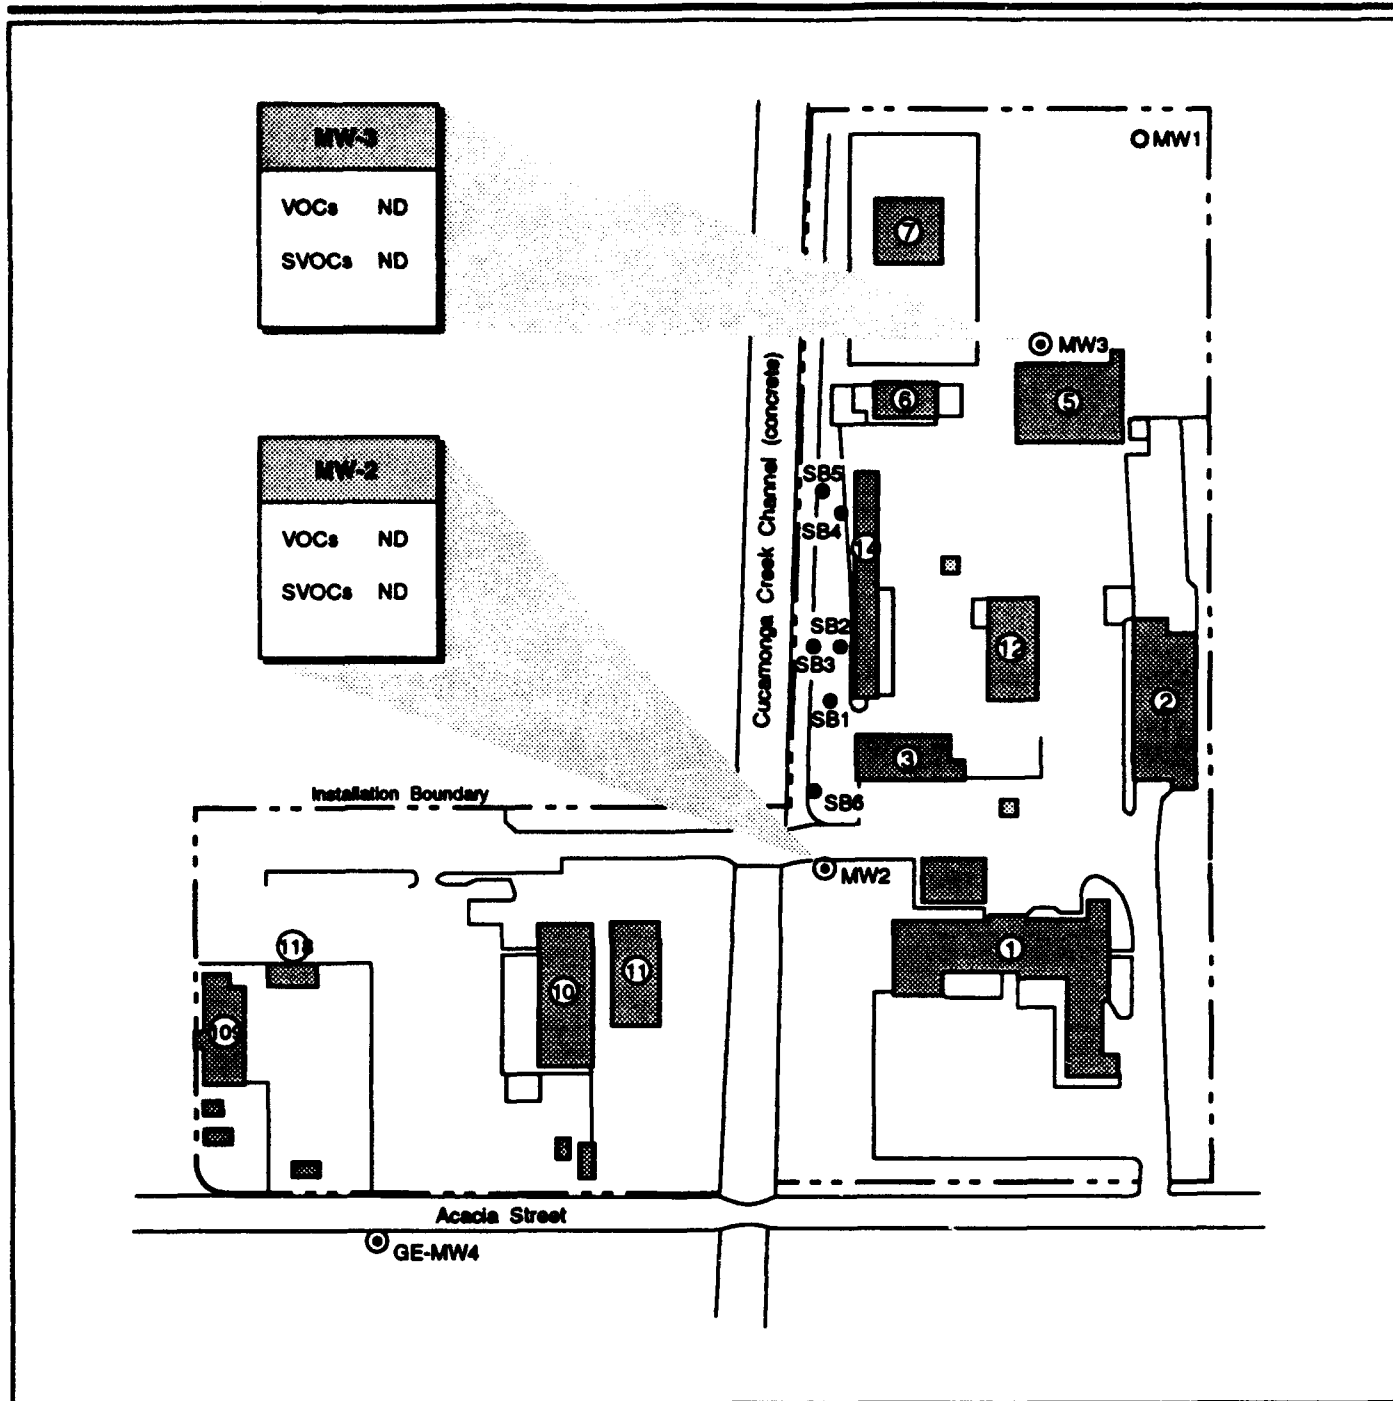 MW-3
VOCs ND
SVOCs ND
MW1
7
MW3
6
5
MW-2
VOCs ND
SVOCs ND
Cucamonga Creek Channel (concrete)
SB5
SB4
14
SB2
SB3
12
SB1
2
3
SB6
Installation Boundary
MW2
118
11
10
1
109
Acacia Street
GE-MW4